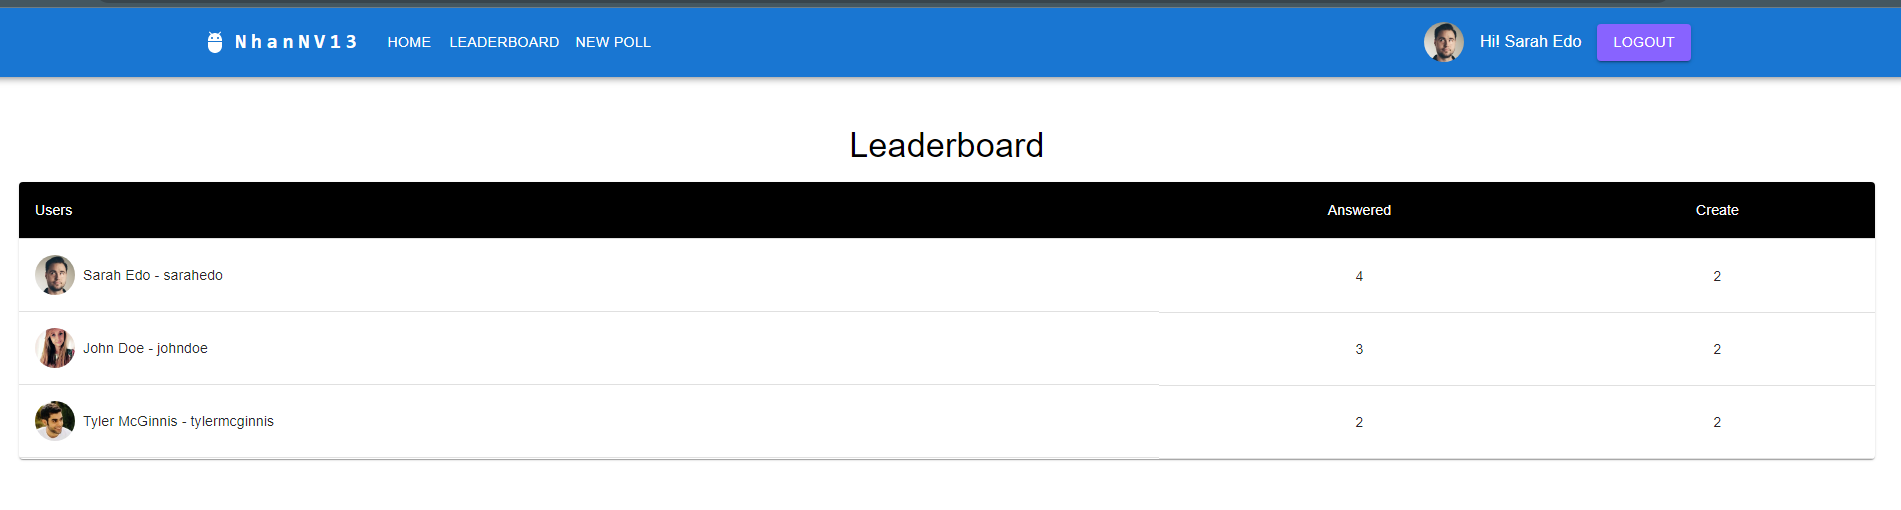 NhanNV13 HOME LEADERBOARD NEW POLL Hi! Sarah Edo LOGOUT
Leaderboard
Users Answered Create
Sarah Edo - sarahedo 4 2
John Doe - johndoe 3 2
Tyler McGinnis - tylermcginnis 2 2